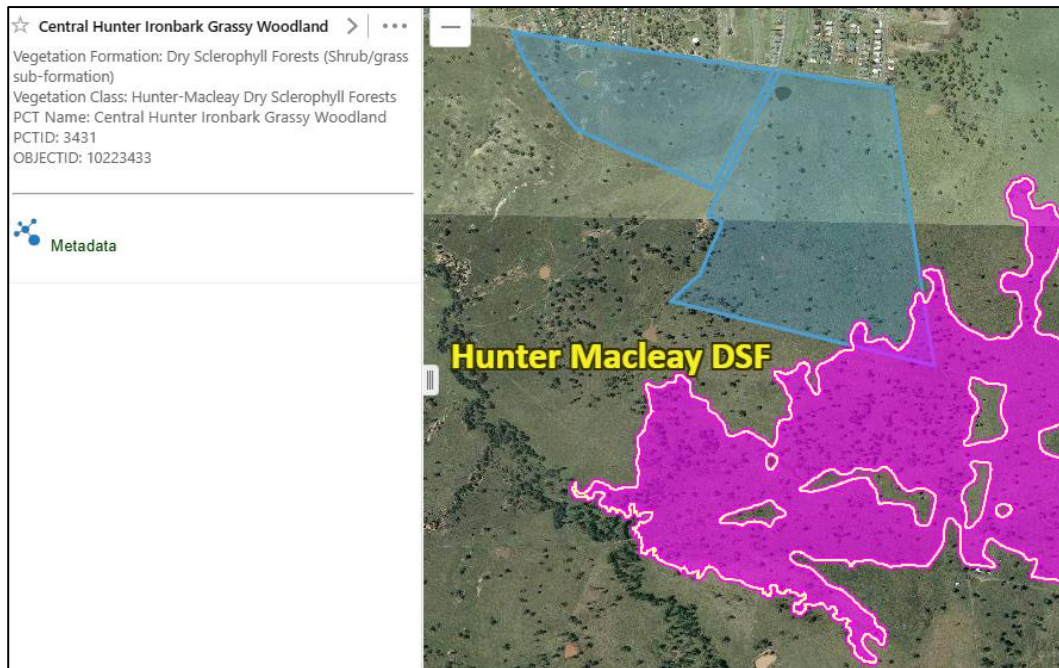 Central Hunter Ironbark Grassy Woodland
Vegetation Formation: Dry Sclerophyll Forests (Shrub/grass
sub-formation)
Vegetation Class: Hunter-Macleay Dry Sclerophyll Forests
PCT Name: Central Hunter Ironbark Grassy Woodland
PCTID: 3431
OBJECTID: 10223433
Metadata
Hunter Macleay DSF